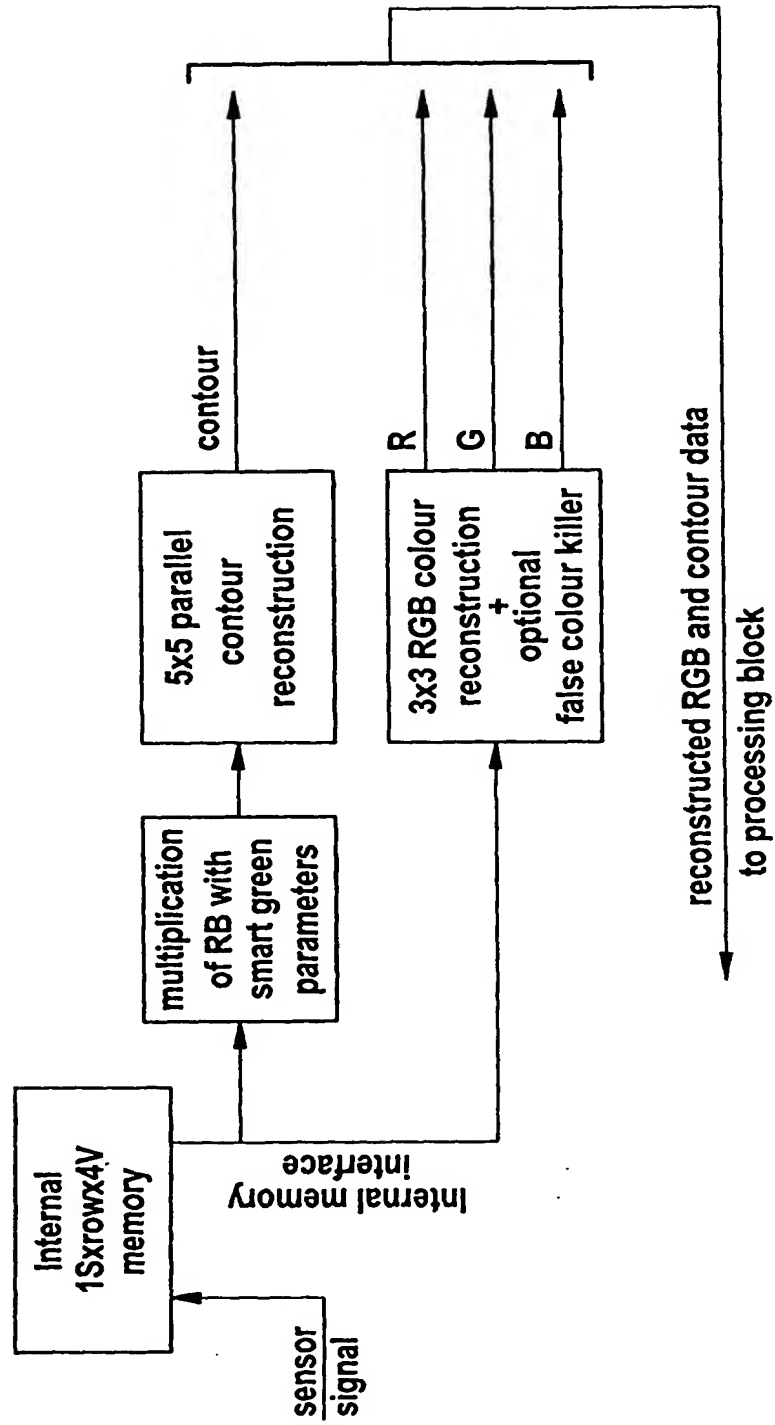 sensor
signal
Internal
1Sxrowx4V
memory
Internal memory
interface
multiplication
of RB with
smart green
parameters
5x5 parallel
contour
reconstruction
contour
3x3 RGB colour
reconstruction
+
optional
false colour killer
R
G
B
reconstructed RGB and contour data
to processing block